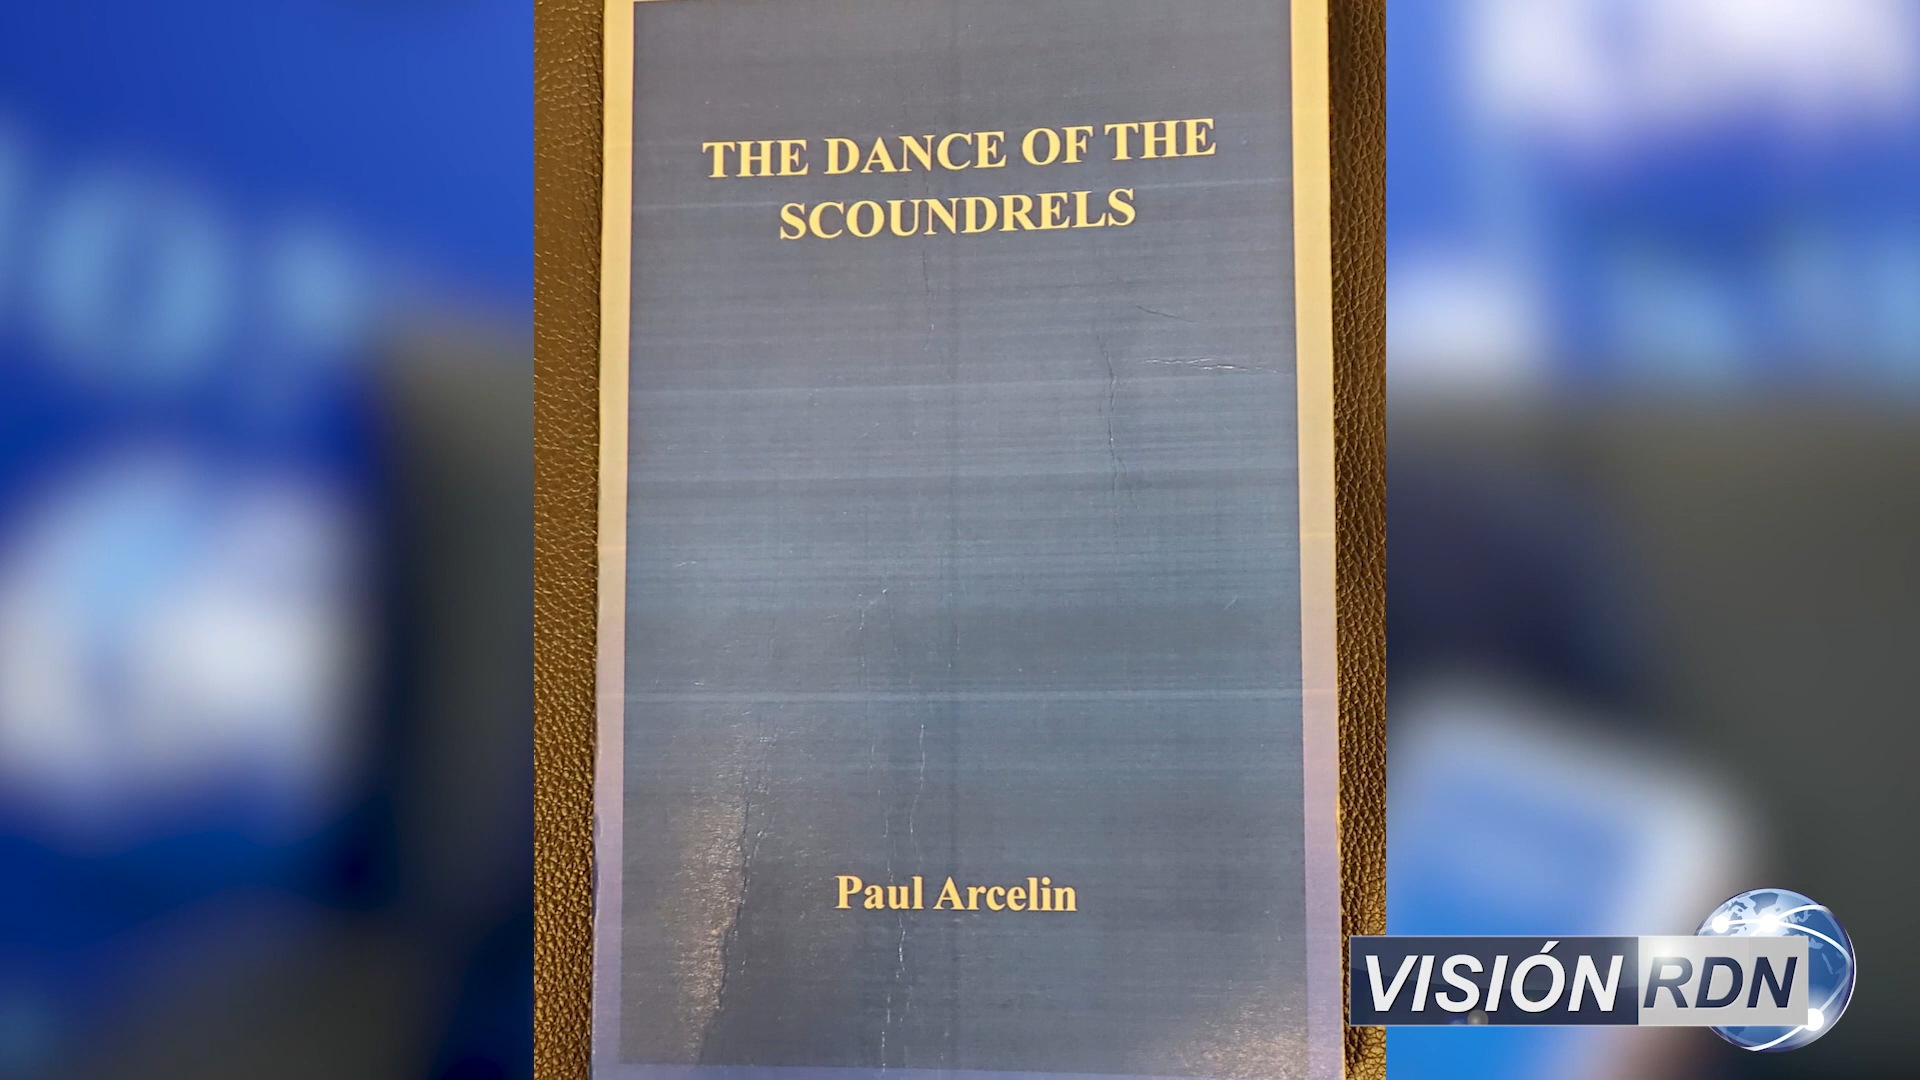 THE DANCE OF THE
SCOUNDRELS
Paul Arcelin
VISIÓN RDN